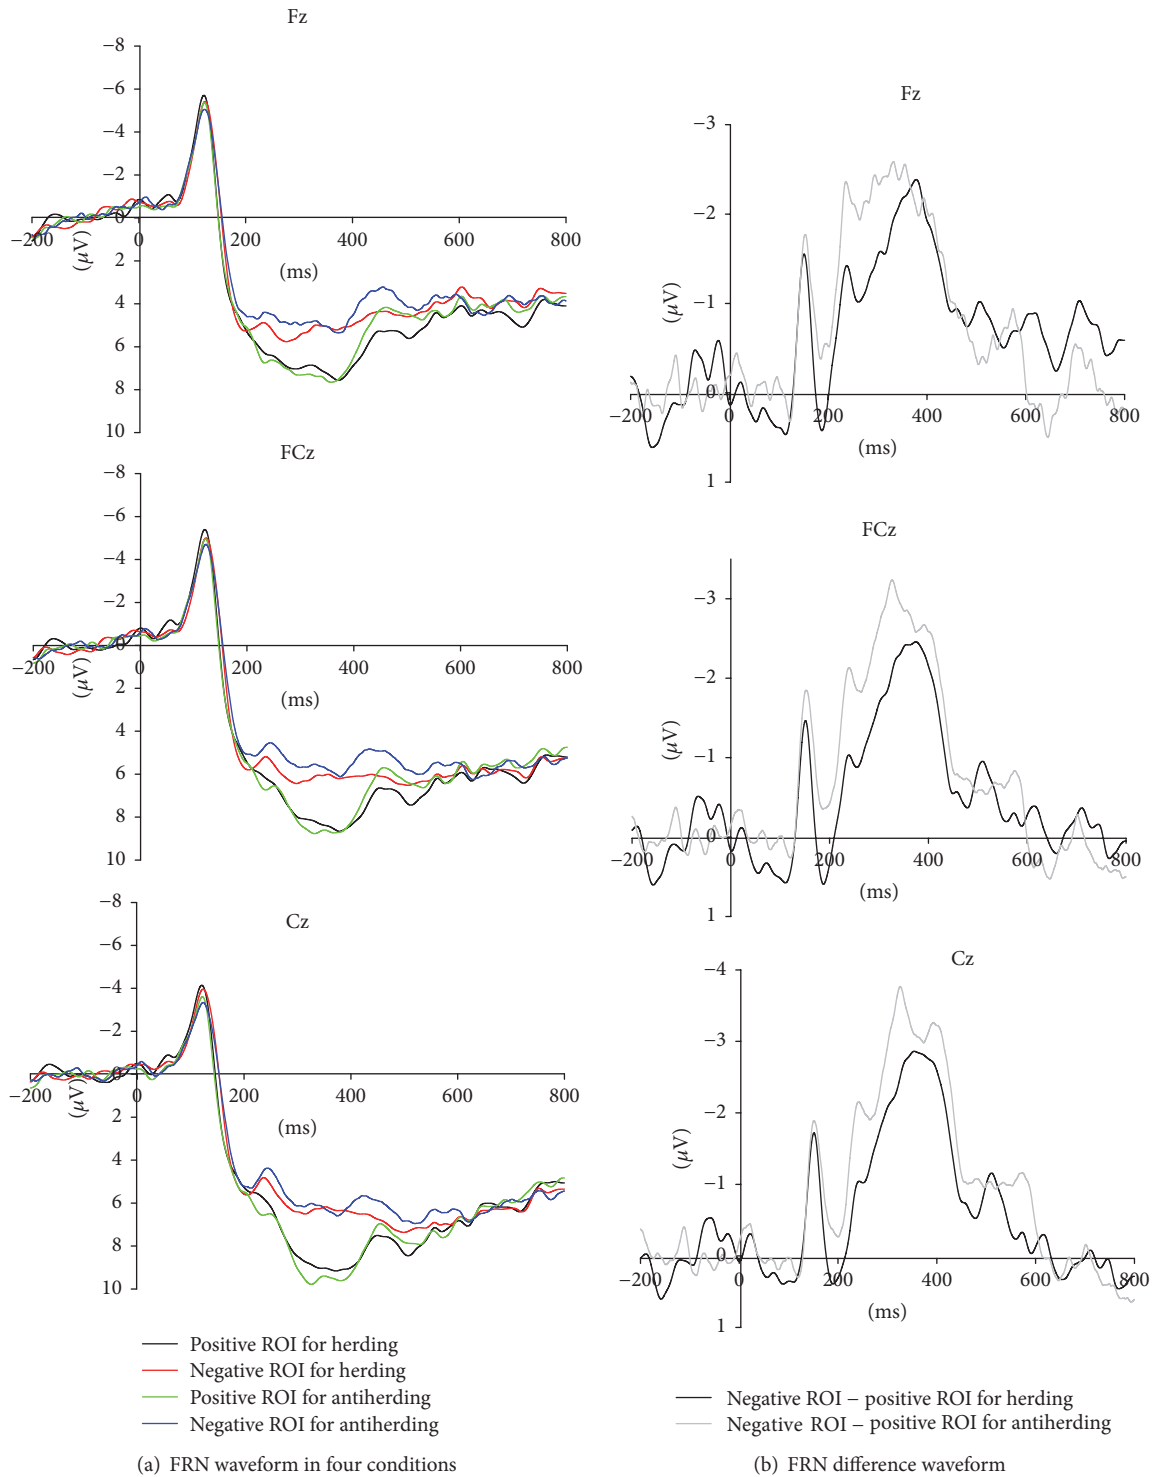 Fz
−8
−6
−4
−2
0
2
4
6
8
10
−200 0 200 400 600 800
(ms)
(μV)
FCz
−8
−6
−4
−2
0
2
4
6
8
10
−200 0 200 400 600 800
(ms)
(μV)
Cz
−8
−6
−4
−2
0
2
4
6
8
10
−200 0 200 400 600 800
(ms)
(μV)
Positive ROI for herding
Negative ROI for herding
Positive ROI for antiherding
Negative ROI for antiherding
(a) FRN waveform in four conditions
Fz
−3
−2
−1
0
1
−200 0 200 400 600 800
(ms)
(μV)
FCz
−3
−2
−1
0
1
−200 0 200 400 600 800
(ms)
(μV)
Cz
−4
−3
−2
−1
0
1
−200 0 200 400 600 800
(ms)
(μV)
Negative ROI − positive ROI for herding
Negative ROI − positive ROI for antiherding
(b) FRN difference waveform